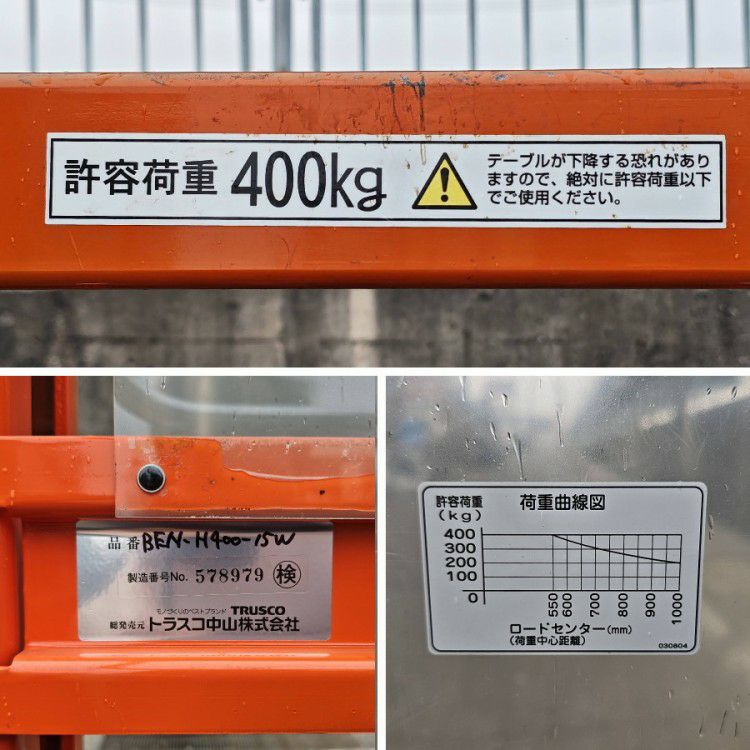 許容荷重 400kg
テーブルが下降する恐れがあり
ますので、絶対に許容荷重以下
でご使用ください。
品番 BEN-H400-15W
製造番号No. 578979 検
モノづくりのベストブランド TRUSCO
総発売元 トラスコ中山株式会社
許容荷重
(kg)
荷重曲線図
400
300
200
100
0
550 600 700 800 900 1000
ロードセンター(mm)
(荷重中心距離)
030604